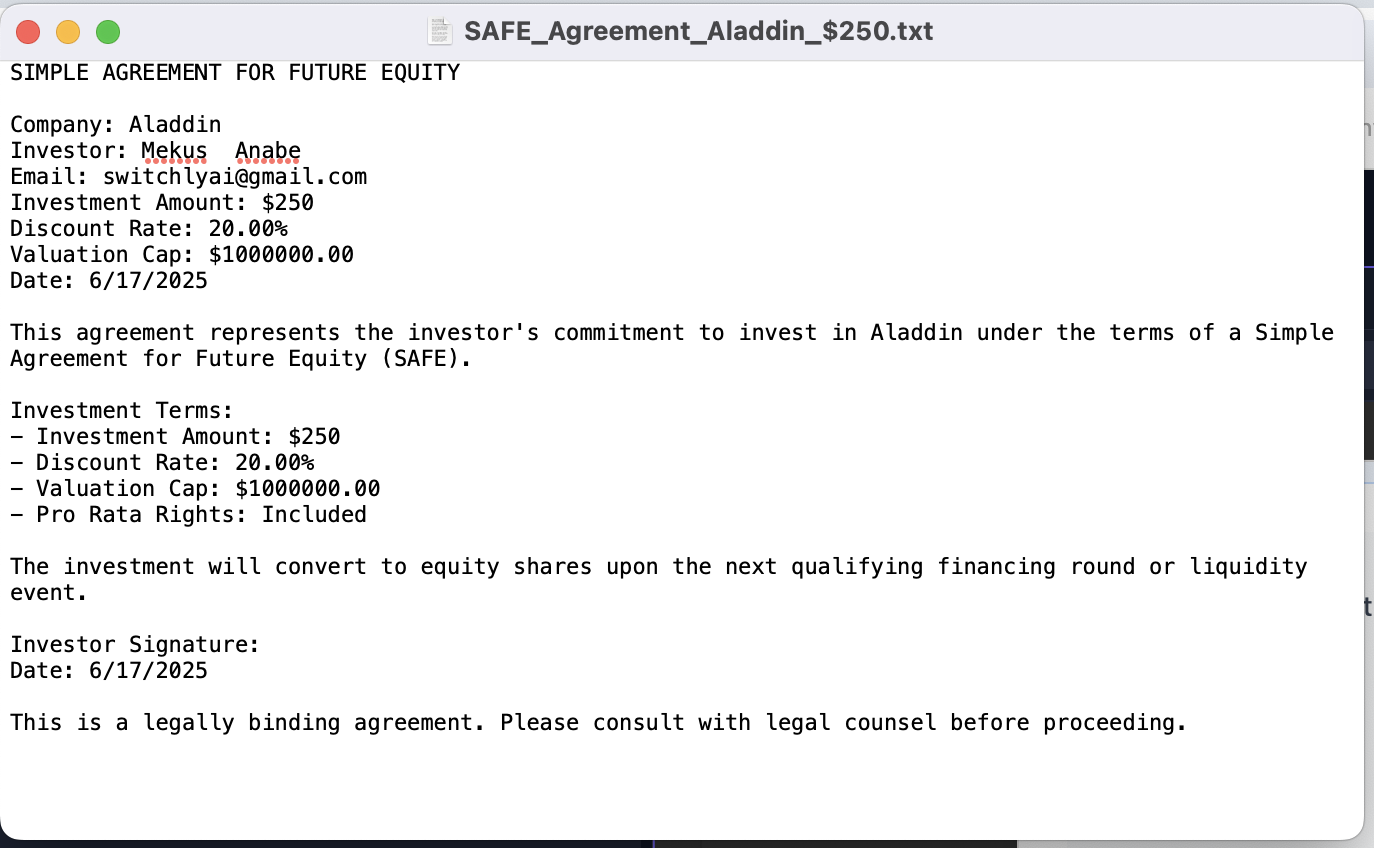 SAFE_Agreement_Aladdin_$250.txt
SIMPLE AGREEMENT FOR FUTURE EQUITY
Company: Aladdin
Investor: Mekus  Anabe
Email: switchlyai@gmail.com
Investment Amount: $250
Discount Rate: 20.00%
Valuation Cap: $1000000.00
Date: 6/17/2025
This agreement represents the investor's commitment to invest in Aladdin under the terms of a Simple
Agreement for Future Equity (SAFE).
Investment Terms:
- Investment Amount: $250
- Discount Rate: 20.00%
- Valuation Cap: $1000000.00
- Pro Rata Rights: Included
The investment will convert to equity shares upon the next qualifying financing round or liquidity
event.
Investor Signature:
Date: 6/17/2025
This is a legally binding agreement. Please consult with legal counsel before proceeding.